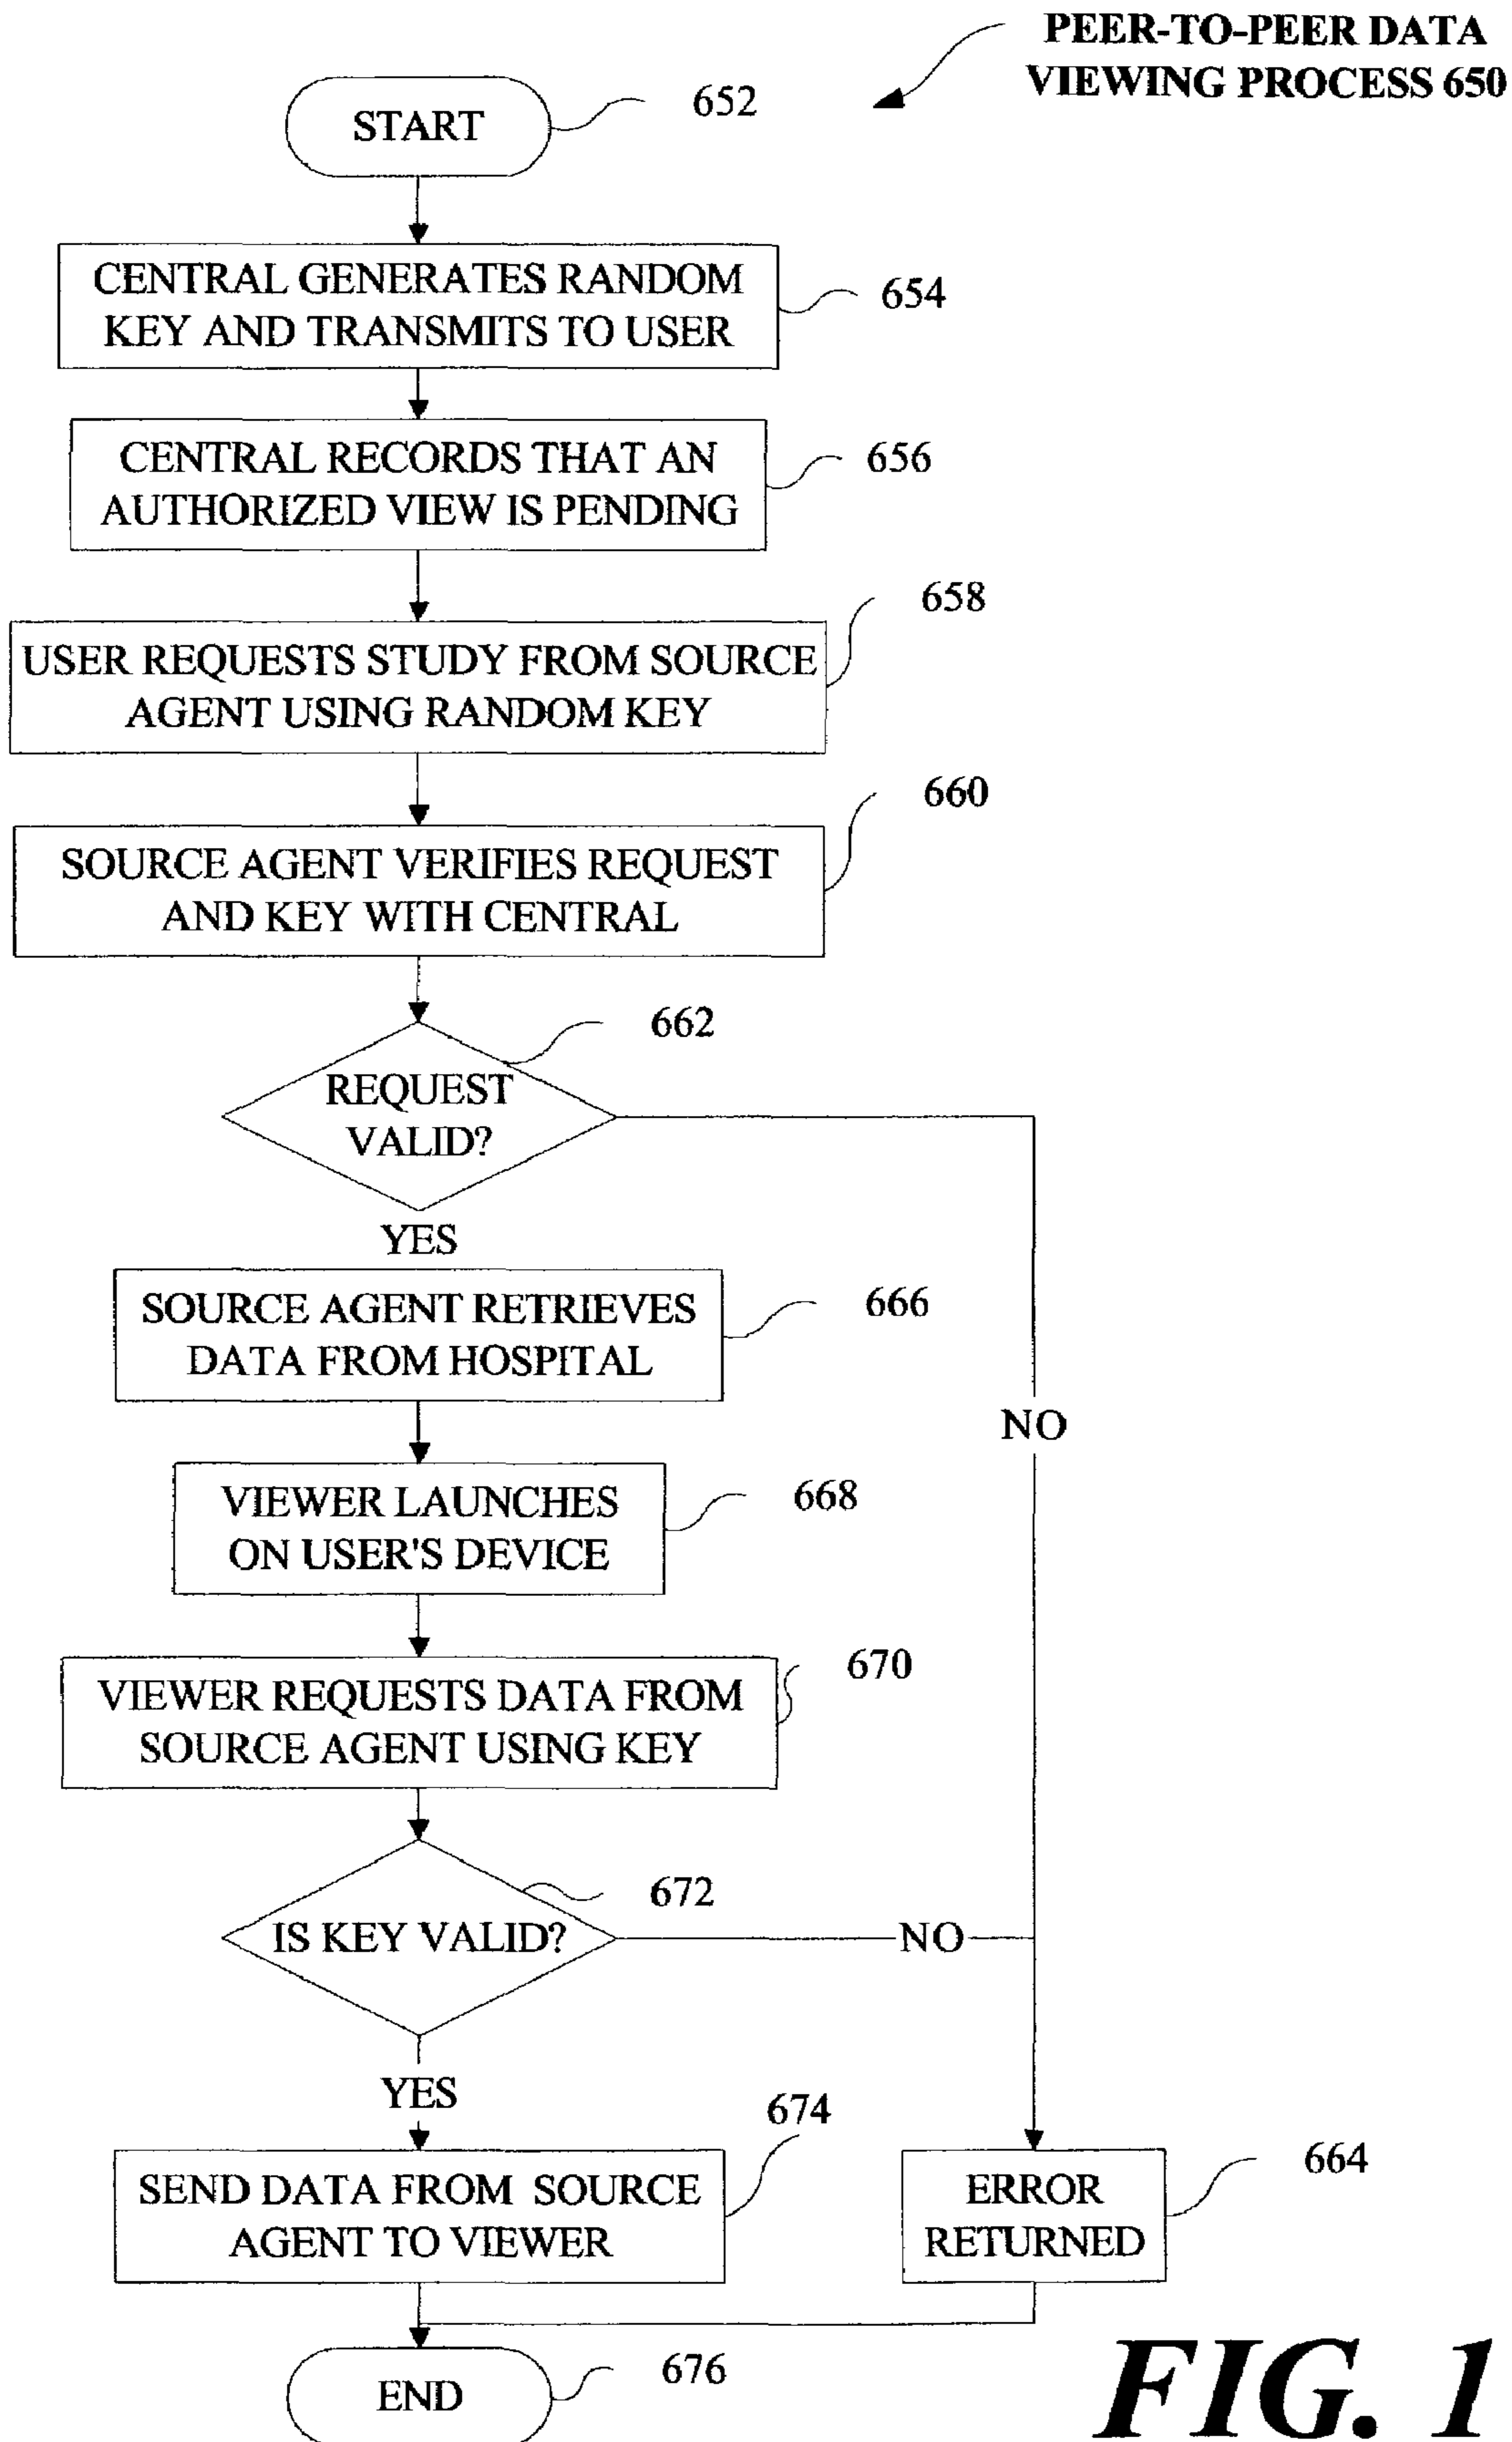 PEER-TO-PEER DATA
VIEWING PROCESS 650
START
652
CENTRAL GENERATES RANDOM
KEY AND TRANSMITS TO USER
654
CENTRAL RECORDS THAT AN
AUTHORIZED VIEW IS PENDING
656
658
USER REQUESTS STUDY FROM SOURCE
AGENT USING RANDOM KEY
660
SOURCE AGENT VERIFIES REQUEST
AND KEY WITH CENTRAL
662
REQUEST
VALID?
YES
SOURCE AGENT RETRIEVES
DATA FROM HOSPITAL
666
NO
VIEWER LAUNCHES
ON USER'S DEVICE
668
VIEWER REQUESTS DATA FROM
SOURCE AGENT USING KEY
670
672
IS KEY VALID?
NO
YES
674
SEND DATA FROM SOURCE
AGENT TO VIEWER
ERROR
RETURNED
664
END
676
FIG. 1